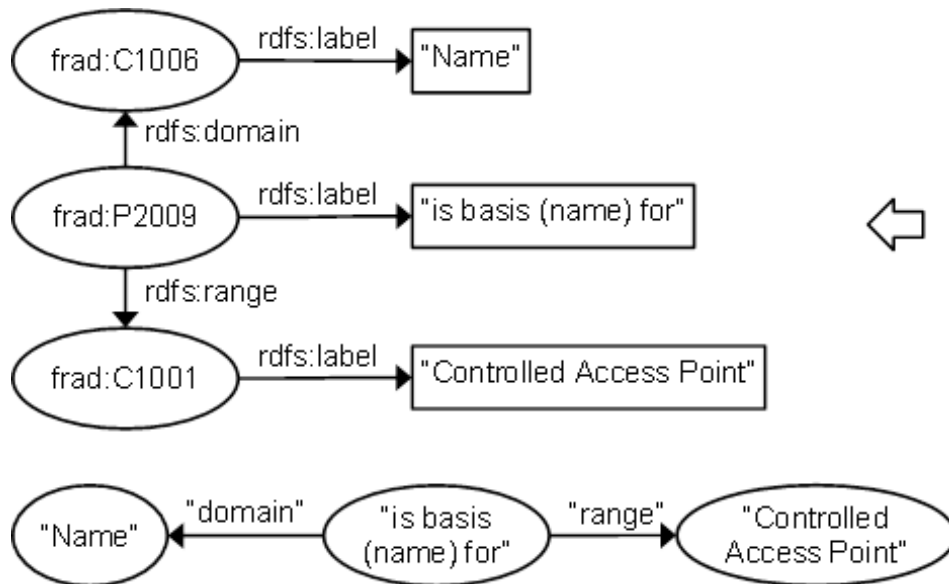 frad:C1006
rdfs:label
"Name"
rdfs:domain
frad:P2009
rdfs:label
"is basis (name) for"
rdfs:range
frad:C1001
rdfs:label
"Controlled Access Point"
"Name"
"domain"
"is basis
(name) for"
"range"
"Controlled
Access Point"